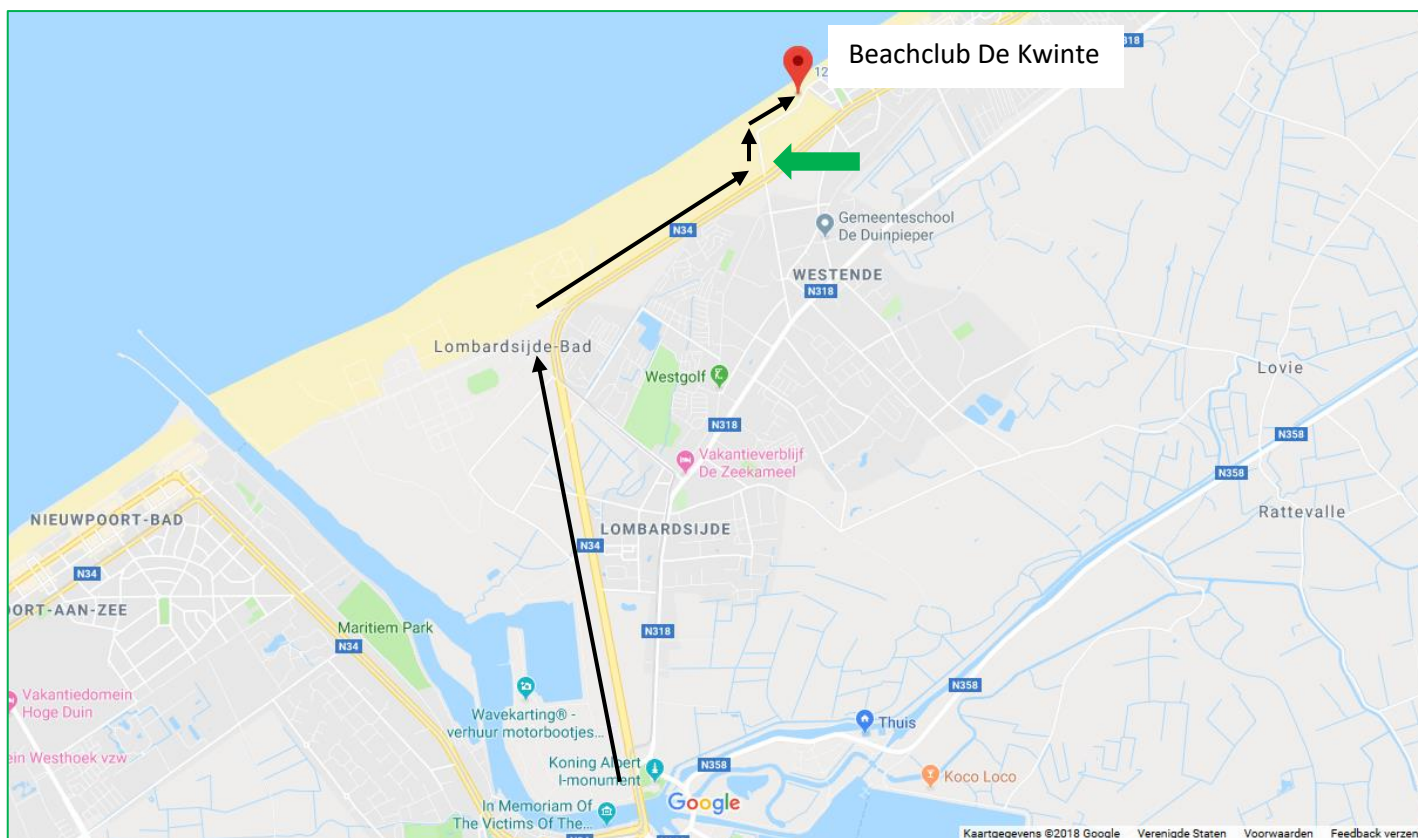 Beachclub De Kwinte
318
12
Gemeenteschool
De Duinpieper
N34
WESTENDE
N318
Lombardsijde-Bad
Westgolf
Lovie
N318
N358
Vakantieverblijf
De Zeekameel
N358
NIEUWPOORT-BAD
LOMBARDSIJDE
Rattevalle
N34
N34
OORT-AAN-ZEE
Maritiem Park
N318
N34
Vakantiedomein
Hoge Duin
N358
Wavekarting® -
verhuur motorbootjes...
Thuis
ein Westhoek vzw
Koning Albert
I-monument
N358
Koco Loco
Google
In Memoriam Of
The Victims Of The...
Kaartgegevens ©2018 Google Verenigde Staten Voorwaarden Feedback verzen